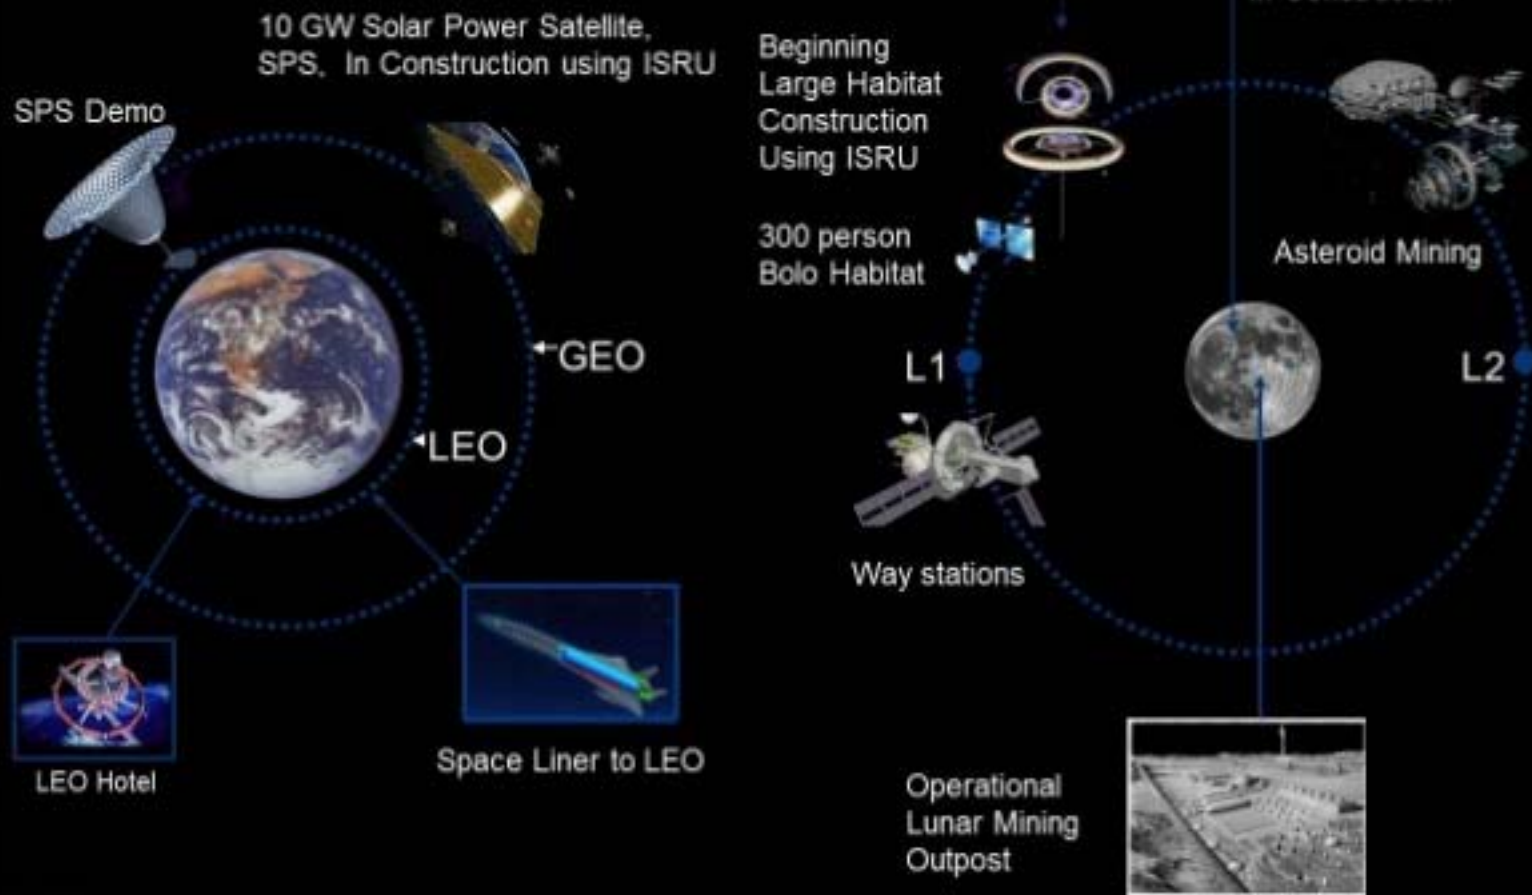 10 GW Solar Power Satellite,
SPS, In Construction using ISRU
SPS Demo
GEO
LEO
LEO Hotel
Space Liner to LEO
Beginning
Large Habitat
Construction
Using ISRU
300 person
Bolo Habitat
Asteroid Mining
L1
L2
Way stations
Operational
Lunar Mining
Outpost